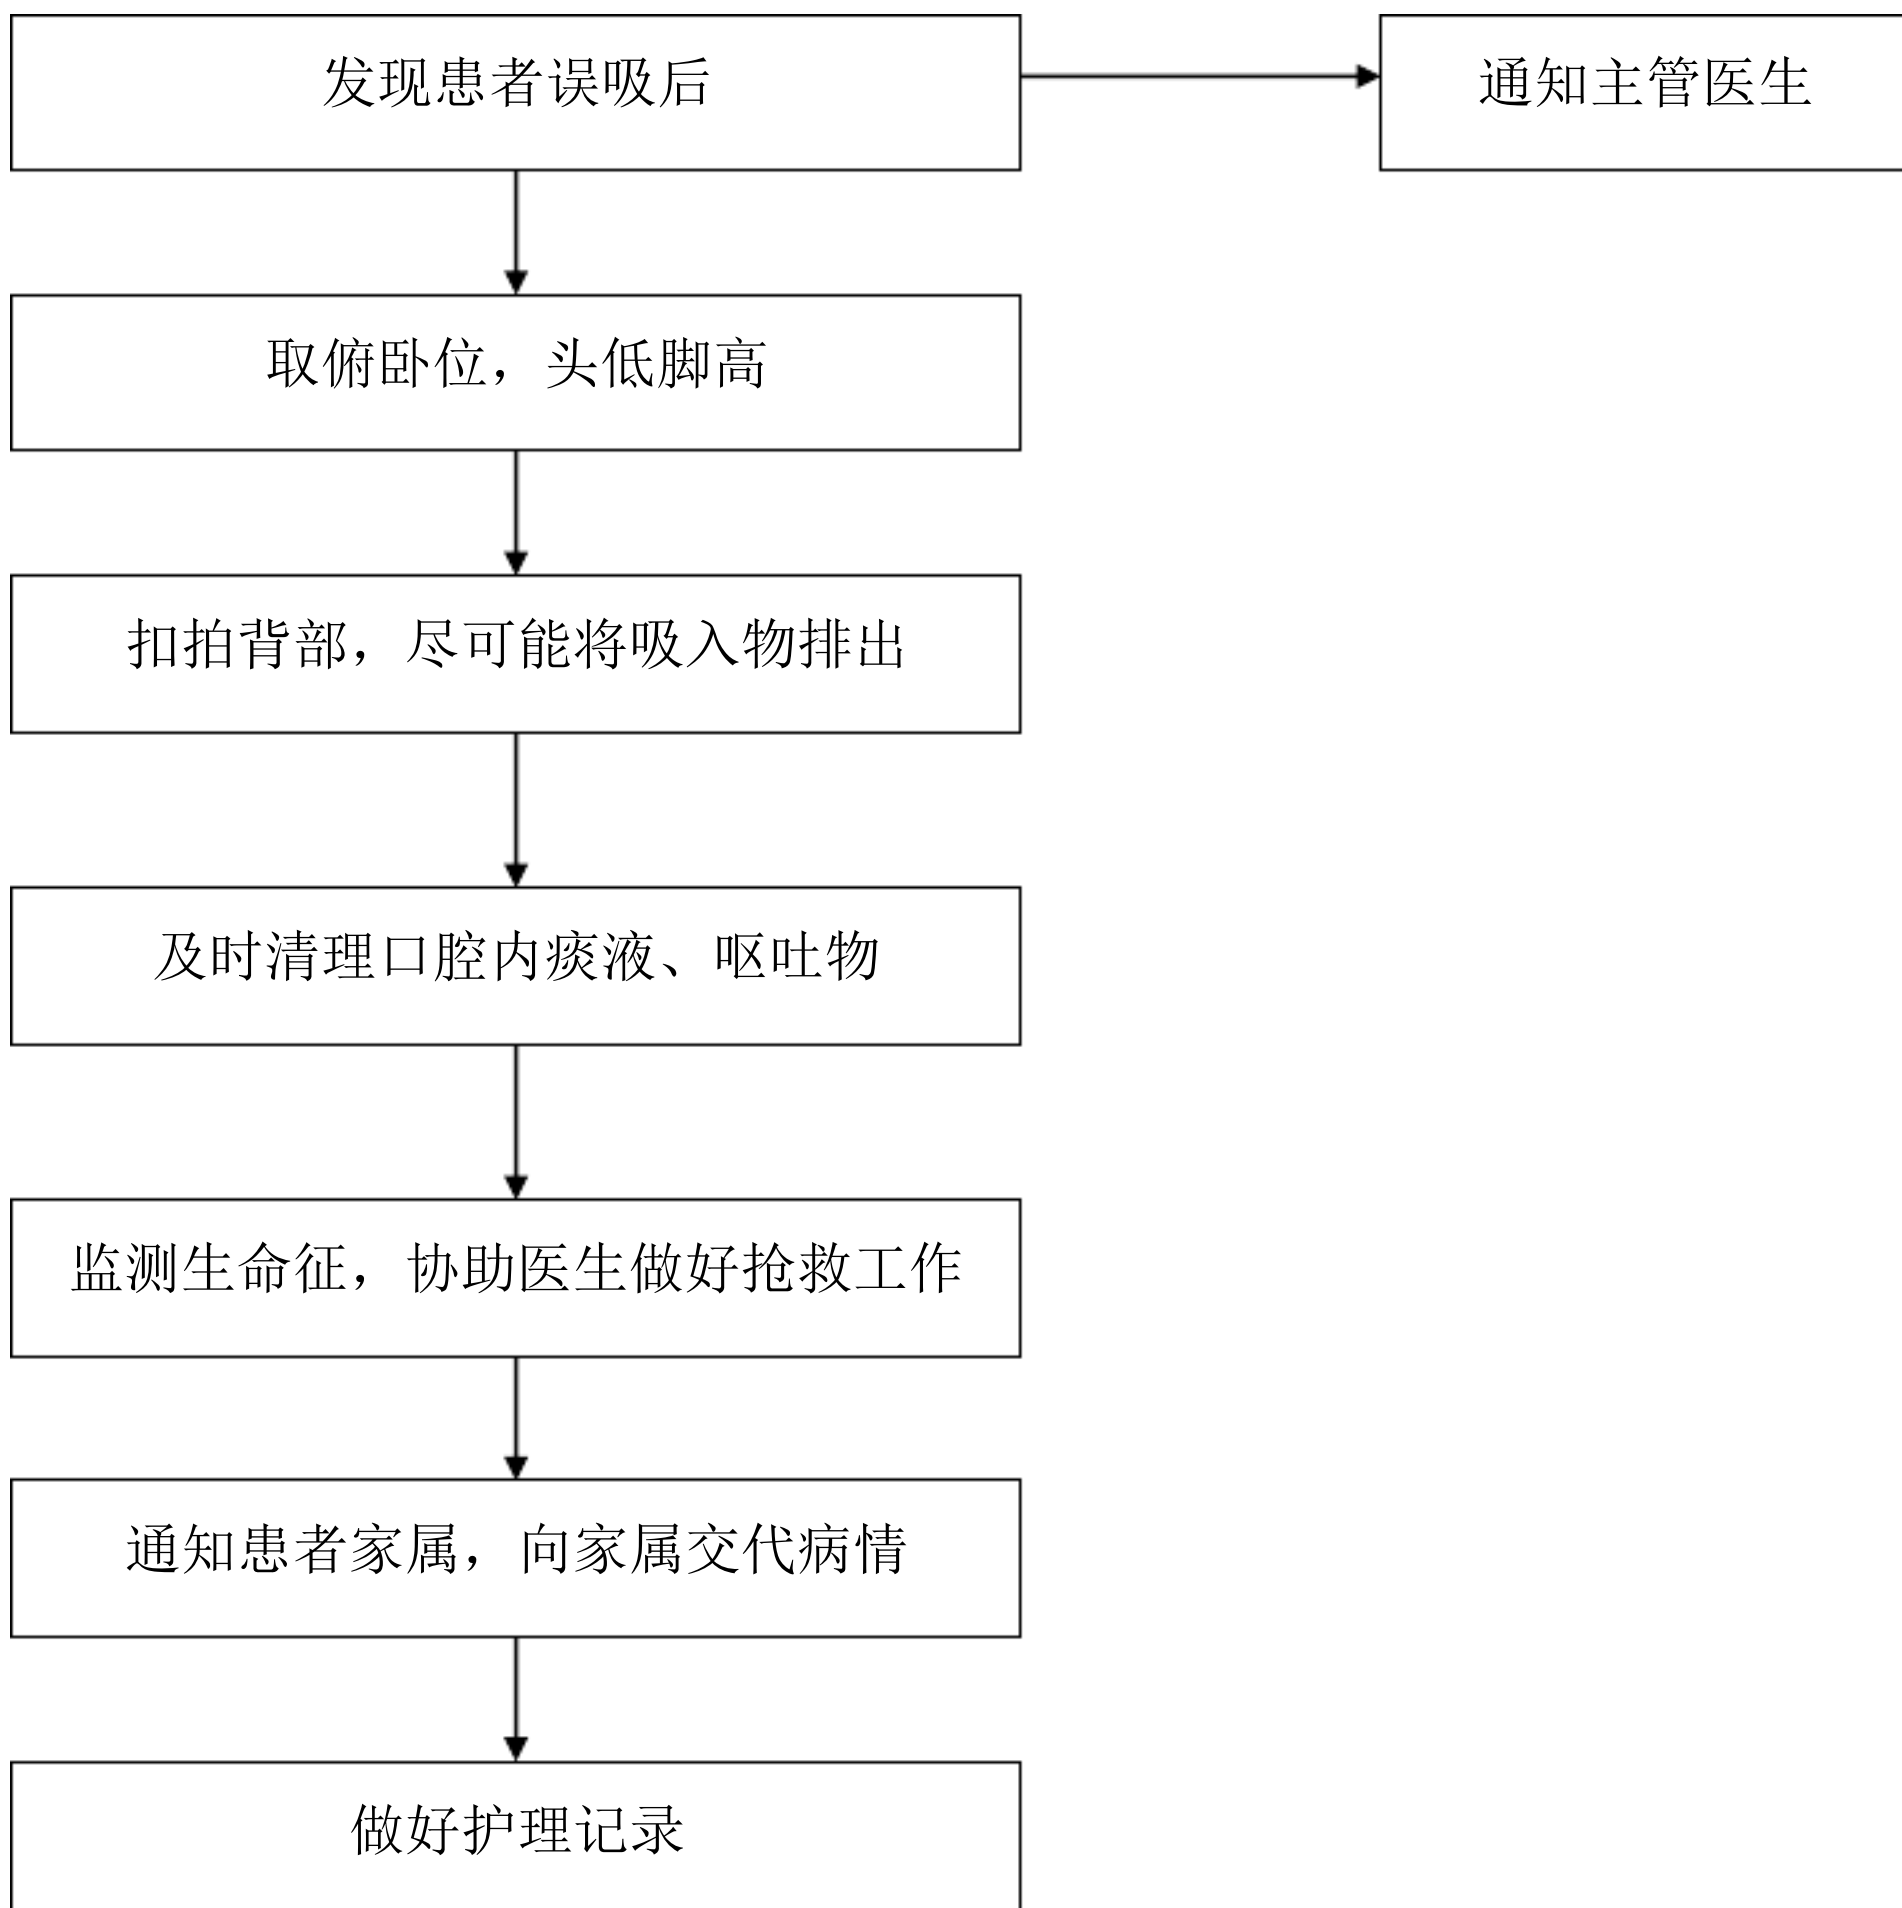 发现患者误吸后
通知主管医生
取俯卧位，头低脚高
扣拍背部，尽可能将吸入物排出
及时清理口腔内痰液、呕吐物
监测生命征，协助医生做好抢救工作
通知患者家属，向家属交代病情
做好护理记录